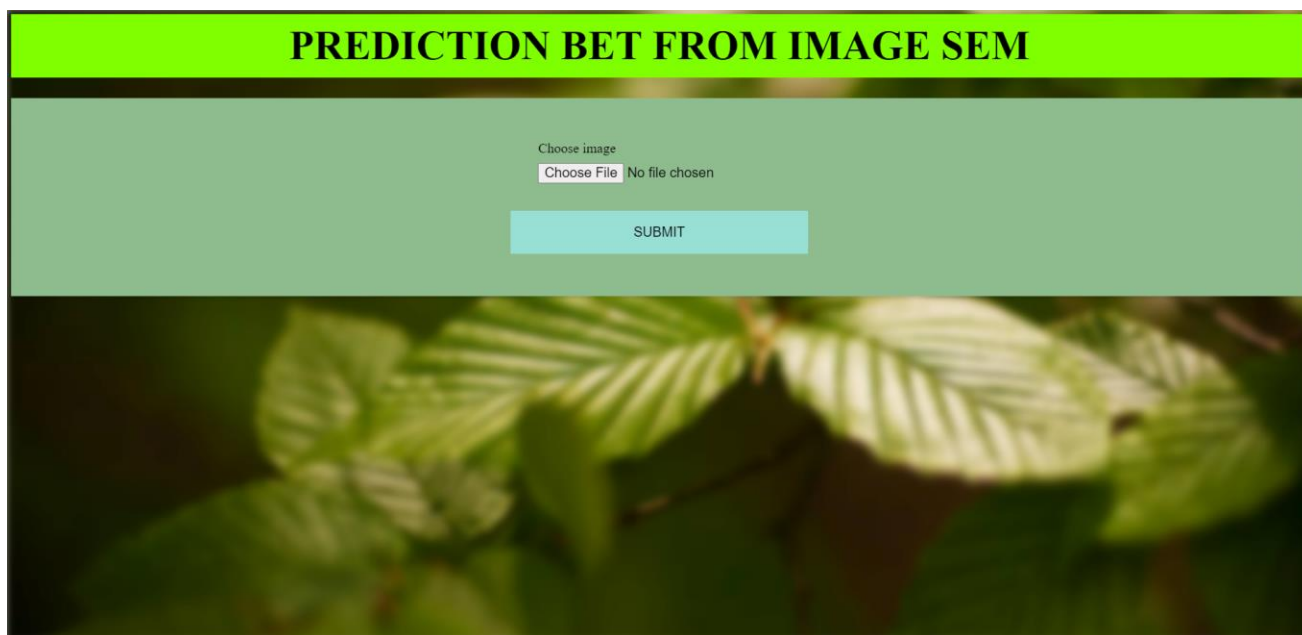 PREDICTION BET FROM IMAGE SEM
Choose image
Choose File No file chosen
SUBMIT